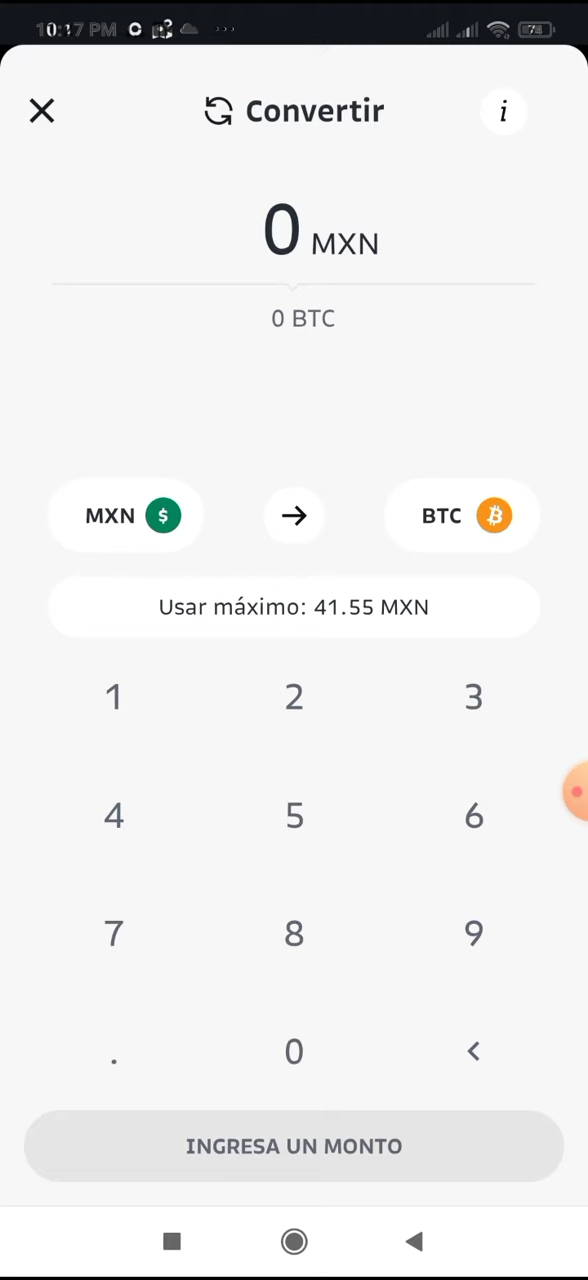 10:17 PM 74
Convertir i
0 MXN
0 BTC
MXN $ → BTC ₿
Usar máximo: 41.55 MXN
1 2 3
4 5 6
7 8 9
. 0 <
INGRESA UN MONTO